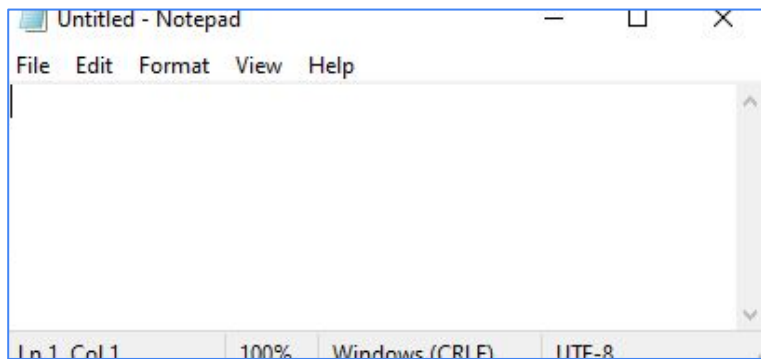 Untitled - Notepad
File Edit Format View Help
Ln 1, Col 1 100% Windows (CRLF) UTF-8